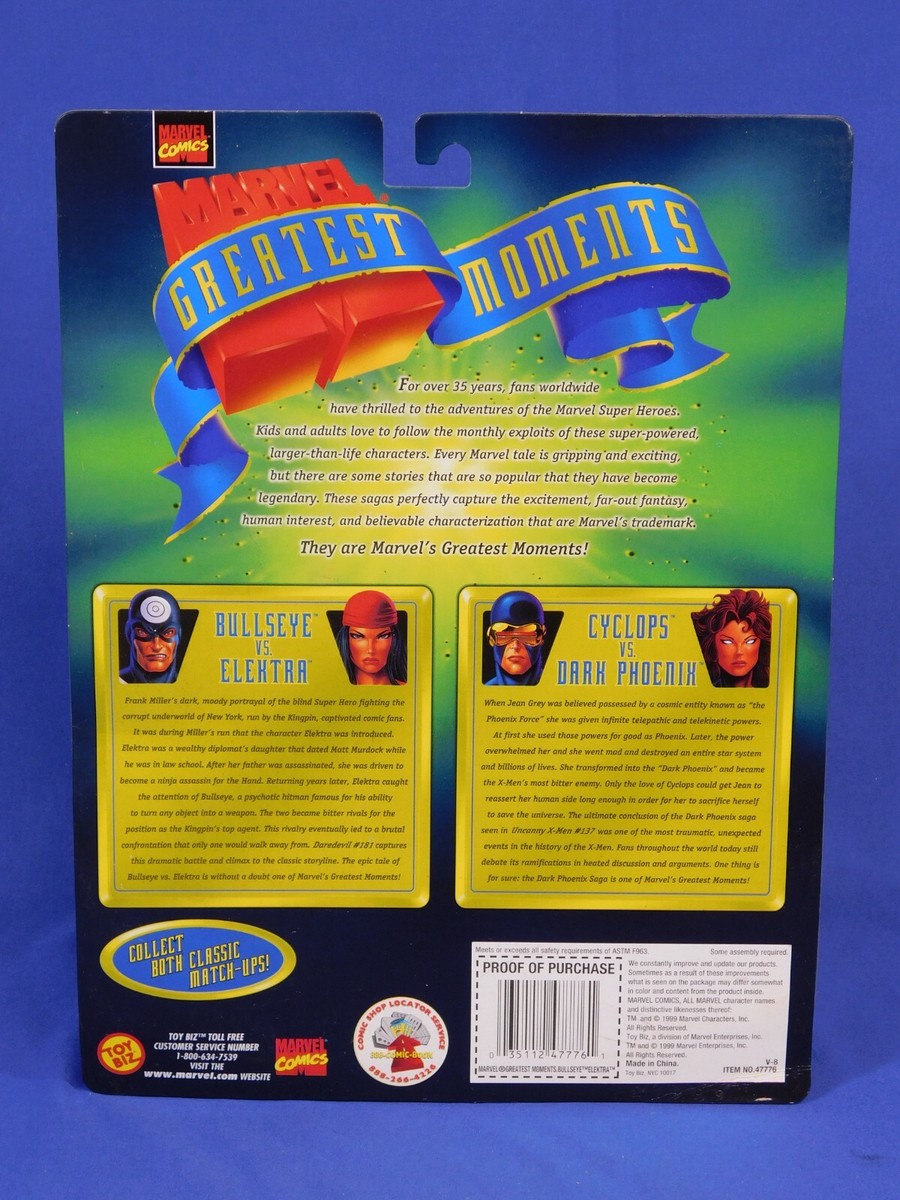 MARVEL
COMICS
MARVEL
GREATEST MOMENTS
For over 35 years, fans worldwide
have thrilled to the adventures of the Marvel Super Heroes.
Kids and adults love to follow the monthly exploits of these super-powered,
larger-than-life characters. Every Marvel tale is gripping and exciting,
but there are some stories that are so popular that they have become
legendary. These sagas perfectly capture the excitement, far-out fantasy,
human interest, and believable characterization that are Marvel's trademark.
They are Marvel's Greatest Moments!
BULLSEYE™
VS.
ELEKTRA™
Frank Miller's dark, moody portrayal of the blind Super Hero fighting the
corrupt underworld of New York, run by the Kingpin, captivated comic fans.
It was during Miller's run that the character Elektra was introduced.
Elektra was a wealthy diplomat's daughter that dated Matt Murdock while
he was in law school. After her father was assassinated, she was driven to
become a ninja assassin for the Hand. Returning years later, Elektra caught
the attention of Bullseye, a psychotic hitman famous for his ability
to turn any object into a weapon. The two became bitter rivals for the
position as the Kingpin's top agent. This rivalry eventually led to a brutal
confrontation that only one would walk away from. Daredevil #181 captures
this dramatic battle and climax to the classic storyline. The epic tale of
Bullseye vs. Elektra is without a doubt one of Marvel's Greatest Moments!
CYCLOPS™
VS.
DARK PHOENIX™
When Jean Grey was believed possessed by a cosmic entity known as "the
Phoenix Force" she was given infinite telepathic and telekinetic powers.
At first she used those powers for good as Phoenix. Later, the power
overwhelmed her and she went mad and destroyed an entire star system
and billions of lives. She transformed into the "Dark Phoenix" and became
the X-Men's most bitter enemy. Only the love of Cyclops could get Jean to
reassert her human side long enough in order for her to sacrifice herself
to save the universe. The ultimate conclusion of the Dark Phoenix saga
seen in Uncanny X-Men #137 was one of the most traumatic, unexpected
events in the history of the X-Men. Fans throughout the world today still
debate its ramifications in heated discussion and arguments. One thing is
for sure: the Dark Phoenix Saga is one of Marvel's Greatest Moments!
COLLECT
BOTH CLASSIC
MATCH-UPS!
TOY
BIZ
TOY BIZ™ TOLL FREE
CUSTOMER SERVICE NUMBER
1-800-634-7539
VISIT THE
www.marvel.com WEBSITE
MARVEL
COMICS
COMIC SHOP LOCATOR SERVICE
888-COMIC-BOOK
888-266-4226
Meets or exceeds all safety requirements of ASTM F963. Some assembly required.
PROOF OF PURCHASE
0 35112 47776 1
MARVEL®GREATEST MOMENTS:BULLSEYE™ELEKTRA™
We constantly improve and update our products.
Sometimes as a result of these improvements
what is seen on the package may differ somewhat
in color and content from the product inside.
MARVEL COMICS, ALL MARVEL character names
and distinctive likenesses thereof:
TM and © 1999 Marvel Characters, Inc.
All Rights Reserved.
Toy Biz, a division of Marvel Enterprises, Inc.
TM and © 1999 Marvel Enterprises, Inc.
All Rights Reserved.
Made in China.
Toy Biz, NYC 10017
V-8
ITEM NO.47776